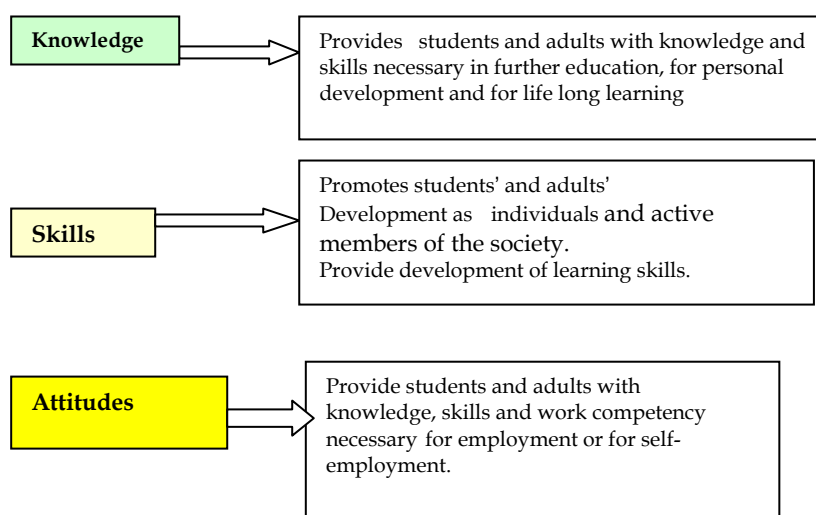 Knowledge
Provides students and adults with knowledge and
skills necessary in further education, for personal
development and for life long learning
Skills
Promotes students' and adults'
Development as individuals and active
members of the society.
Provide development of learning skills.
Attitudes
Provide students and adults with
knowledge, skills and work competency
necessary for employment or for self-
employment.